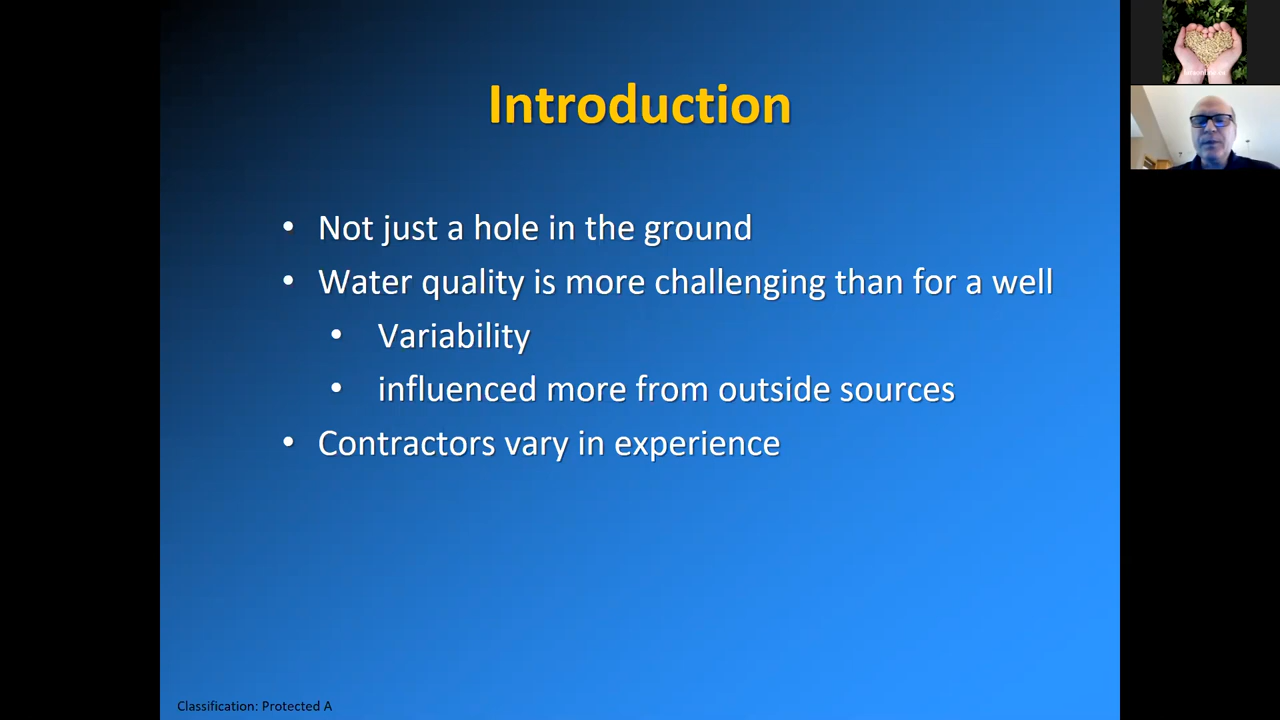 Introduction
• Not just a hole in the ground
• Water quality is more challenging than for a well
• Variability
• influenced more from outside sources
• Contractors vary in experience
Classification: Protected A